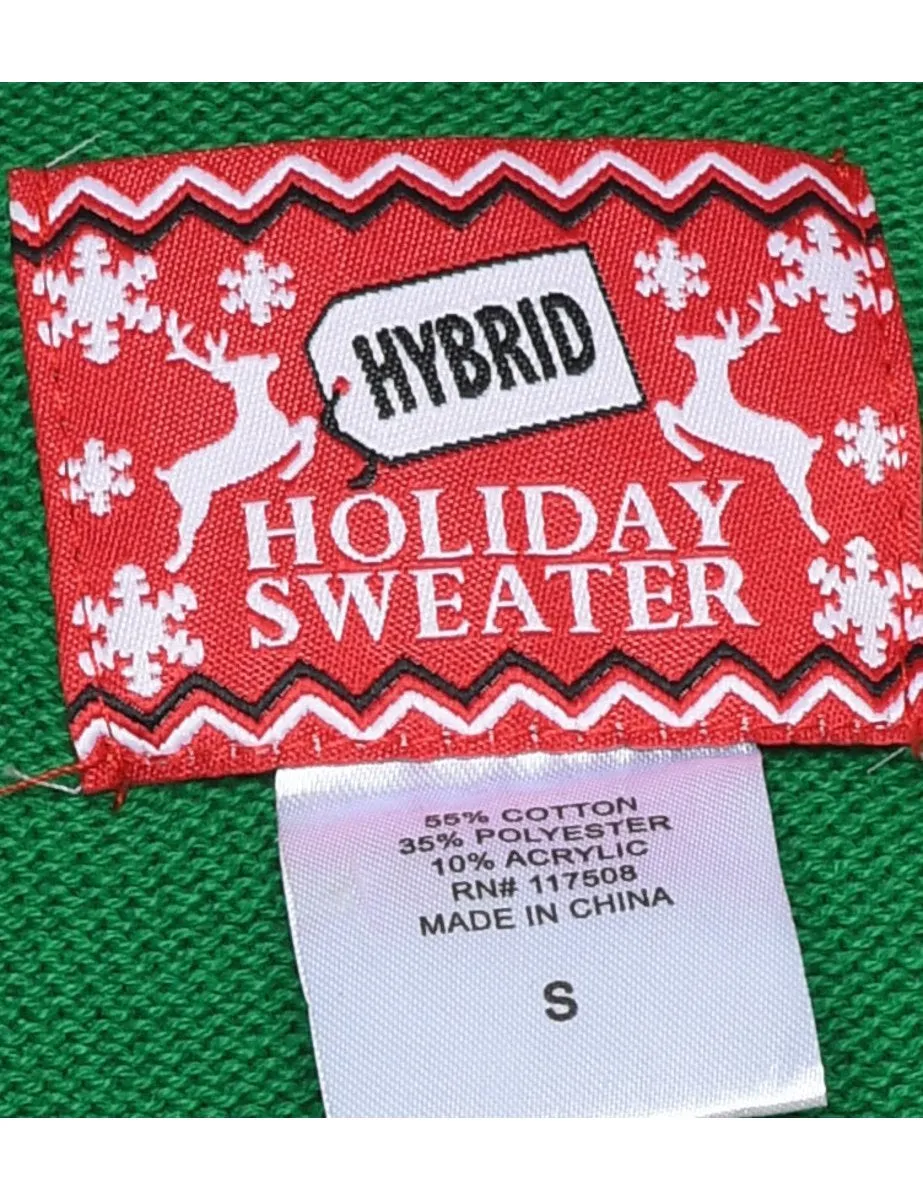 HYBRID
HOLIDAY
SWEATER
55% COTTON
35% POLYESTER
10% ACRYLIC
RN# 117508
MADE IN CHINA
S